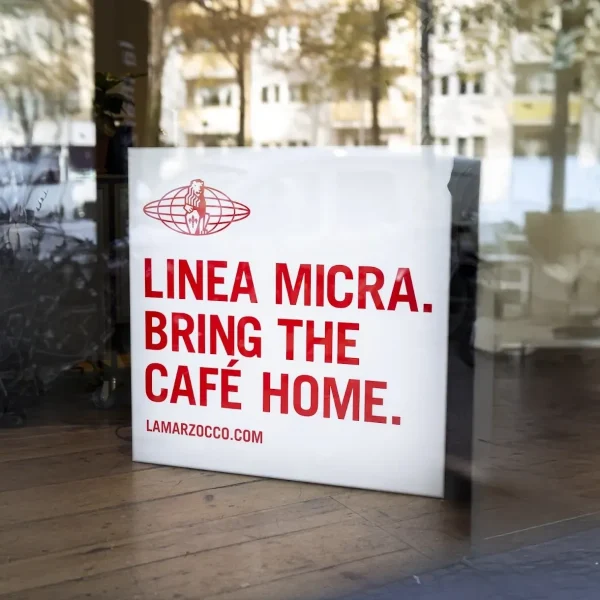 LINEA MICRA.
BRING THE
CAFÉ HOME.
LAMARZOCCO.COM